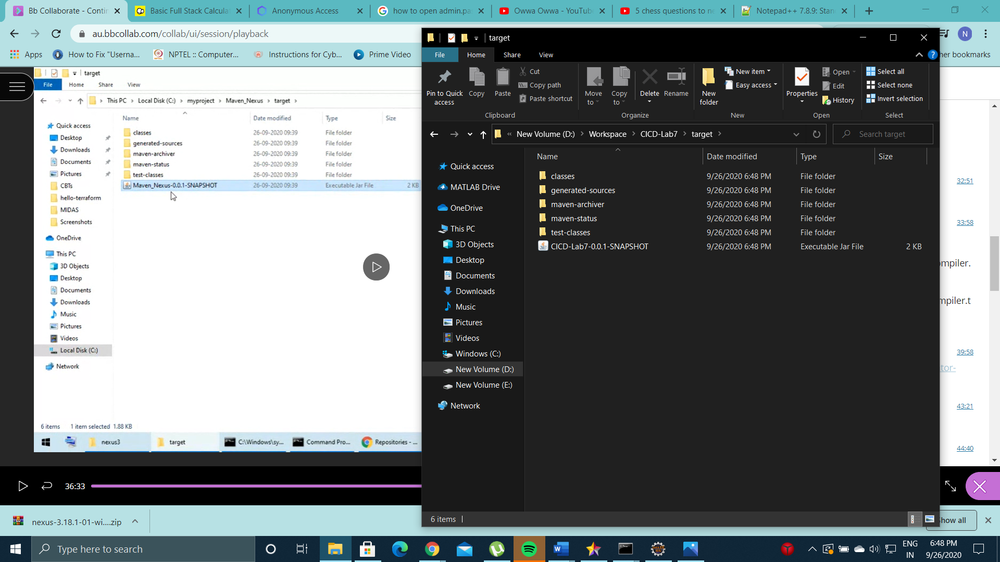 Bb Collaborate - Contin
Basic Full Stack Calculat
Anonymous Access
how to open admin.pa
Owwa Owwa - YouTube
5 chess questions to ne
Notepad++ 7.8.9: Stan
au.bbcollab.com/collab/ui/session/playback
N
Apps
How to Fix "Userna...
NPTEL :: Computer...
Instructions for Cyb...
Prime Video
her bookmarks
target
File
Home
Share
View
This PC > Local Disk (C:) > myproject > Maven_Nexus > target >
Name
Date modified
Type
Size
classes 26-09-2020 09:39 File folder
generated-sources 26-09-2020 09:39 File folder
maven-archiver 26-09-2020 09:39 File folder
maven-status 26-09-2020 09:39 File folder
test-classes 26-09-2020 09:39 File folder
Maven_Nexus-0.0.1-SNAPSHOT 26-09-2020 09:39 Executable Jar File 2 KB
Quick access
Desktop
Downloads
Documents
Pictures
CBTs
hello-terraform
MIDAS
Screenshots
OneDrive
This PC
3D Objects
Desktop
Documents
Downloads
Music
Pictures
Videos
Local Disk (C:)
Network
6 items 1 item selected 1.88 KB
nexus3
target
C:\Windows\sy...
Command Pro...
Repositories - ...
36:33
target
File
Home
Share
View
Pin to Quick access
Copy
Paste
Cut
Copy path
Paste shortcut
Clipboard
Move to
Copy to
Delete
Rename
Organize
New folder
New item
Easy access
New
Properties
Open
Edit
History
Open
Select all
Select none
Invert selection
Select
« New Volume (D:) > Workspace > CICD-Lab7 > target >
Search target
Name
Date modified
Type
Size
classes 9/26/2020 6:48 PM File folder
generated-sources 9/26/2020 6:48 PM File folder
maven-archiver 9/26/2020 6:48 PM File folder
maven-status 9/26/2020 6:48 PM File folder
test-classes 9/26/2020 6:48 PM File folder
CICD-Lab7-0.0.1-SNAPSHOT 9/26/2020 6:48 PM Executable Jar File 2 KB
Quick access
MATLAB Drive
OneDrive
This PC
3D Objects
Desktop
Documents
Downloads
Music
Pictures
Videos
Windows (C:)
New Volume (D:)
New Volume (E:)
Network
6 items
32:51
33:58
ompiler.
mpiler.t
39:58
tor-
43:21
44:40
nexus-3.18.1-01-wi....zip
how all
Type here to search
ENG
IN
6:48 PM
9/26/2020